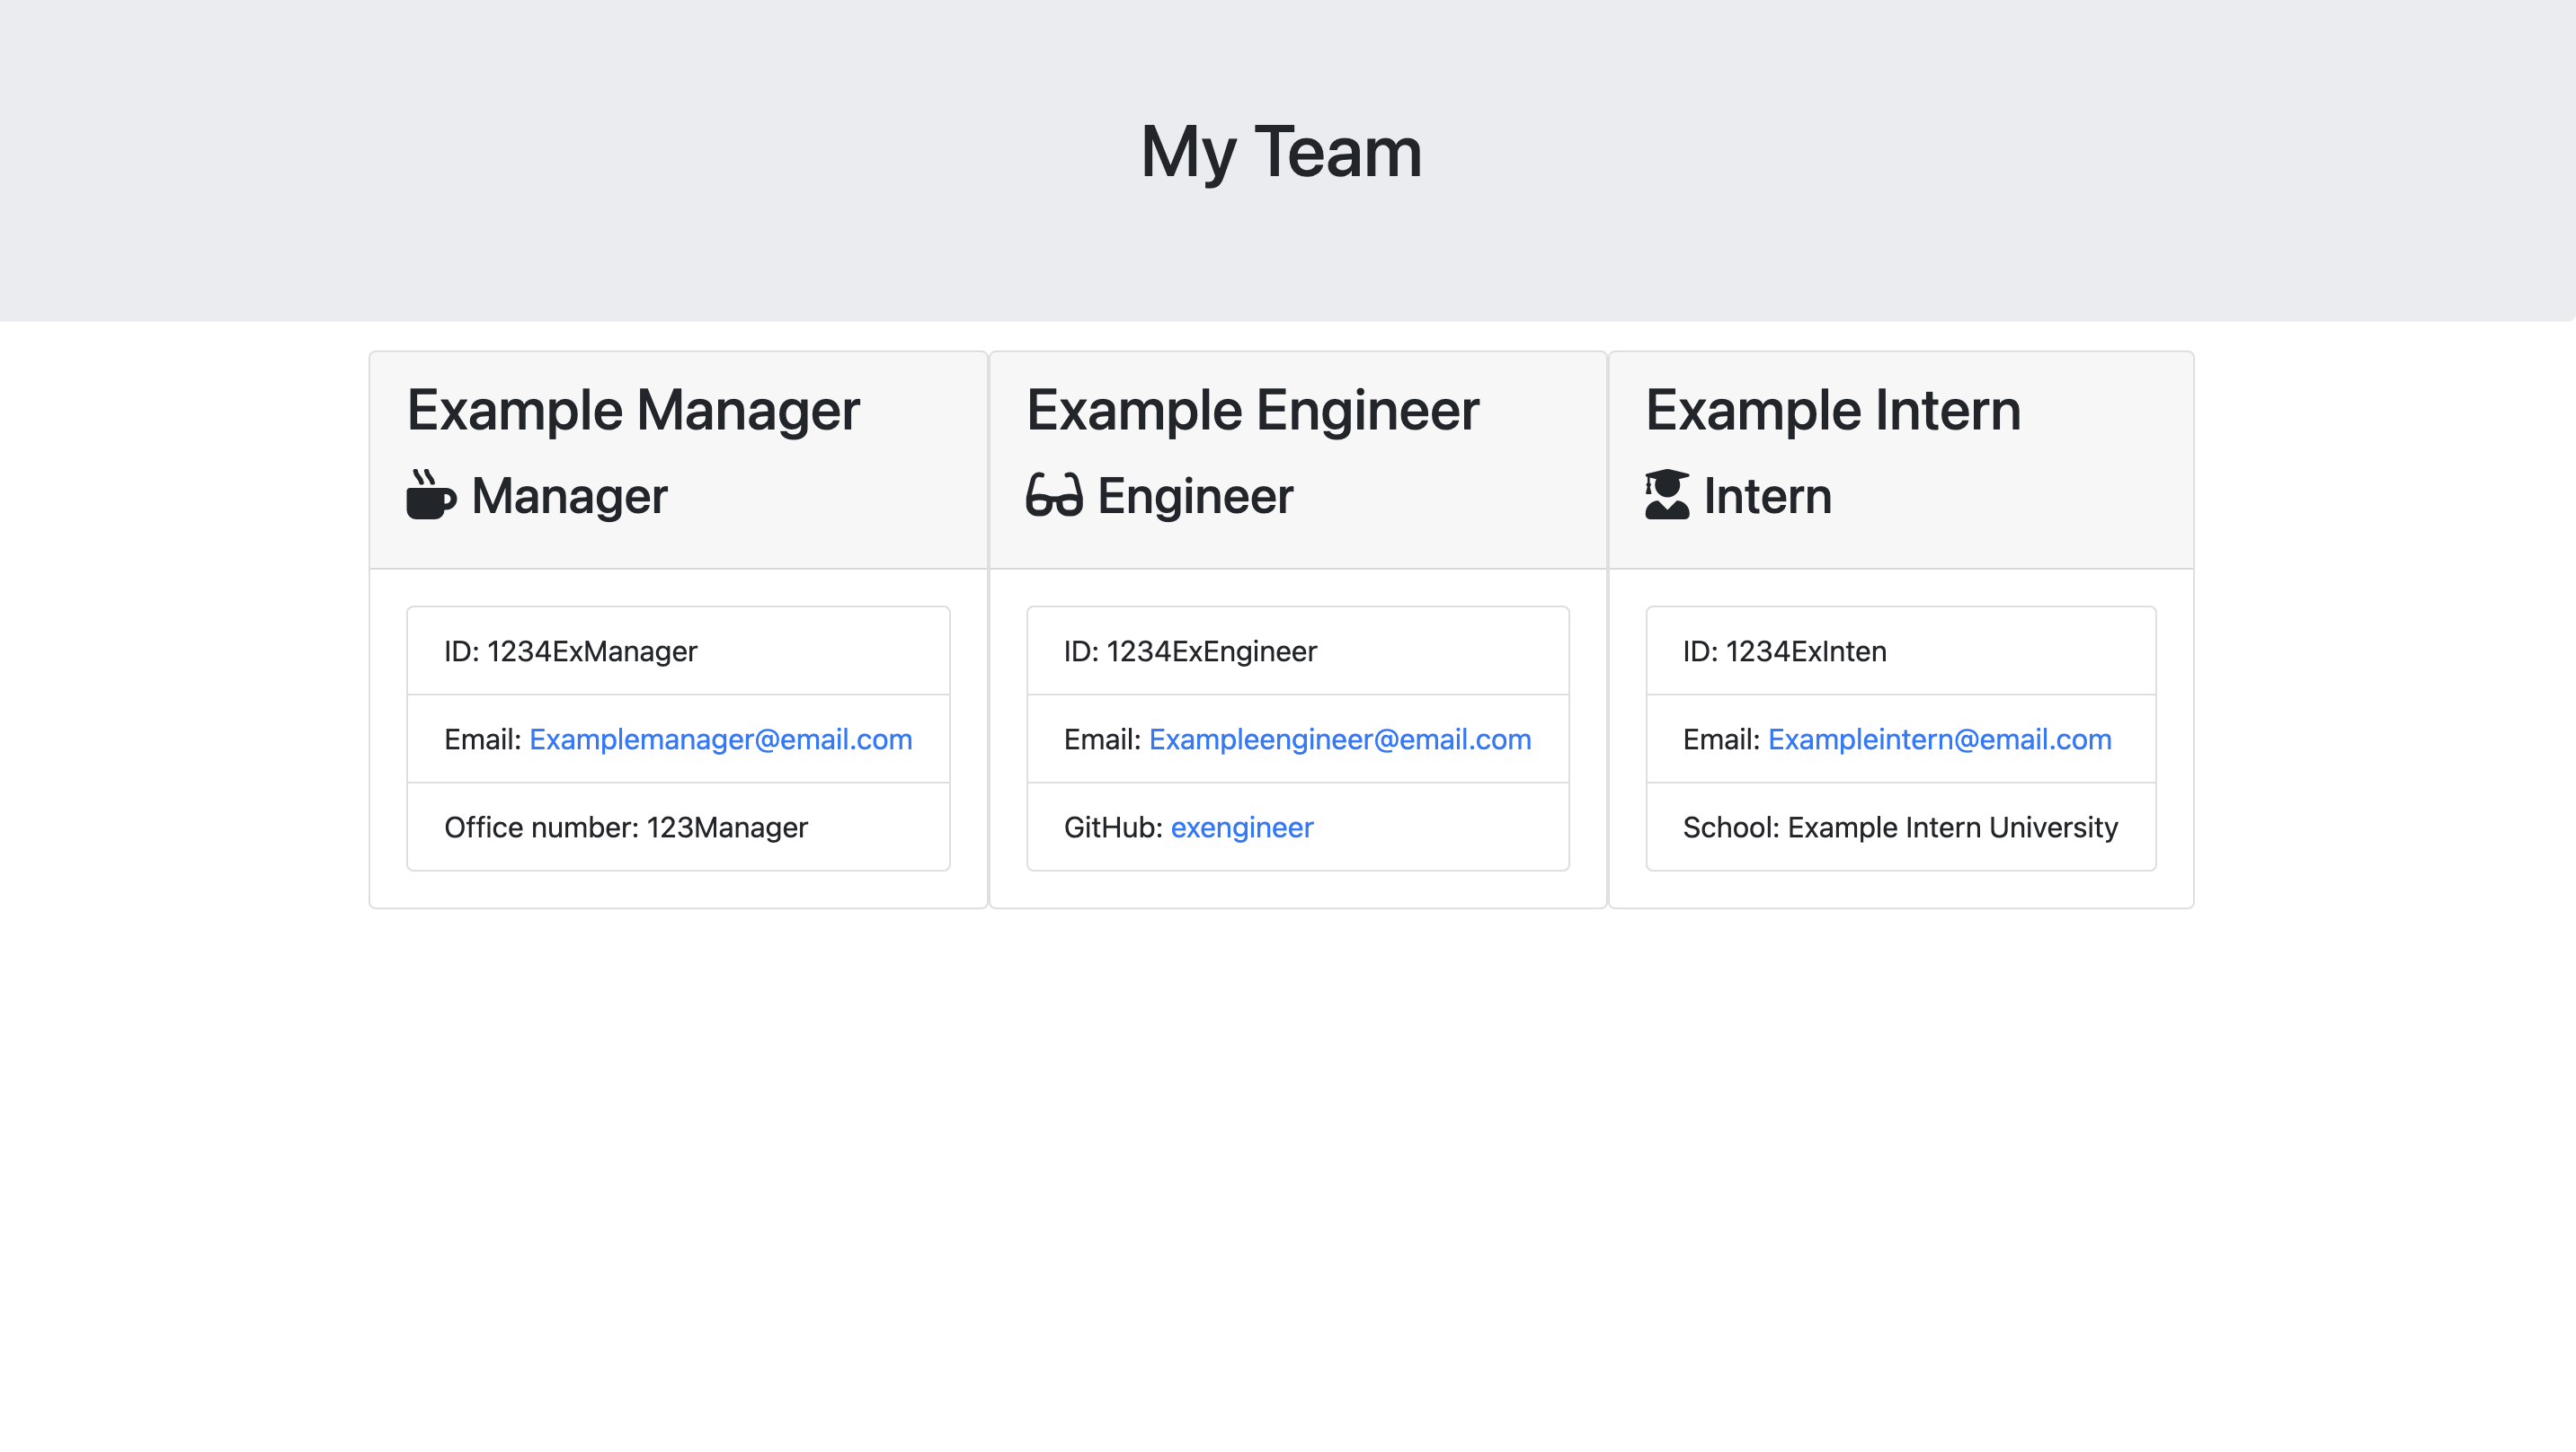 My Team
Example Manager
Manager
ID: 1234ExManager
Email: Examplemanager@email.com
Office number: 123Manager
Example Engineer
Engineer
ID: 1234ExEngineer
Email: Exampleengineer@email.com
GitHub: exengineer
Example Intern
Intern
ID: 1234ExInten
Email: Exampleintern@email.com
School: Example Intern University